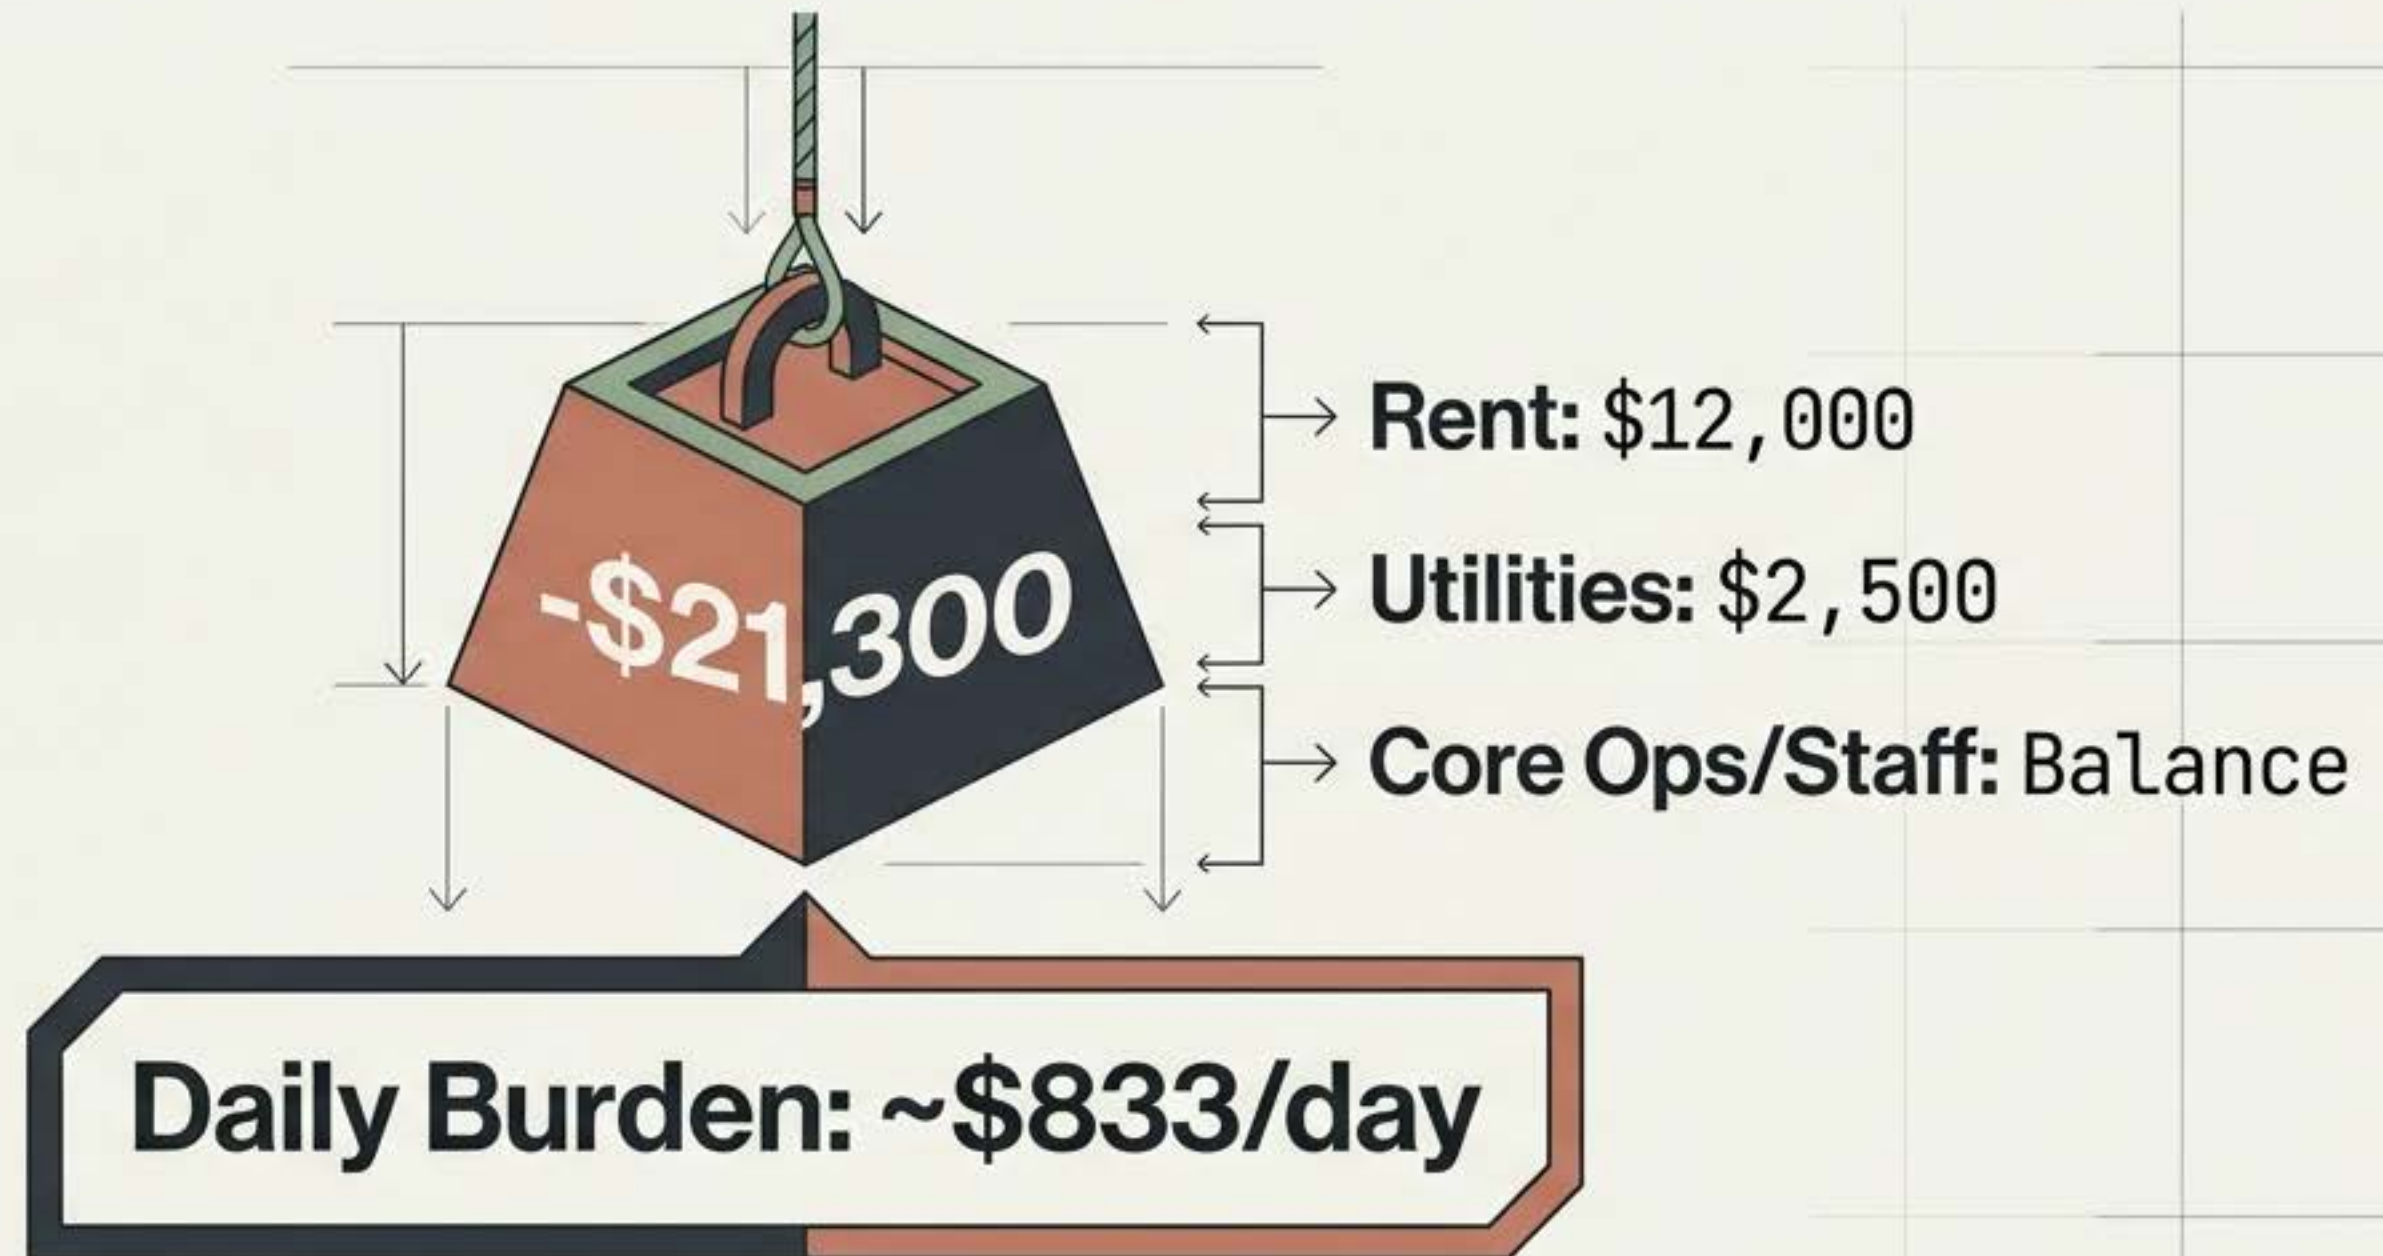 -$21,300
Rent: $12,000
Utilities: $2,500
Core Ops/Staff: Balance
Daily Burden: ~$833/day